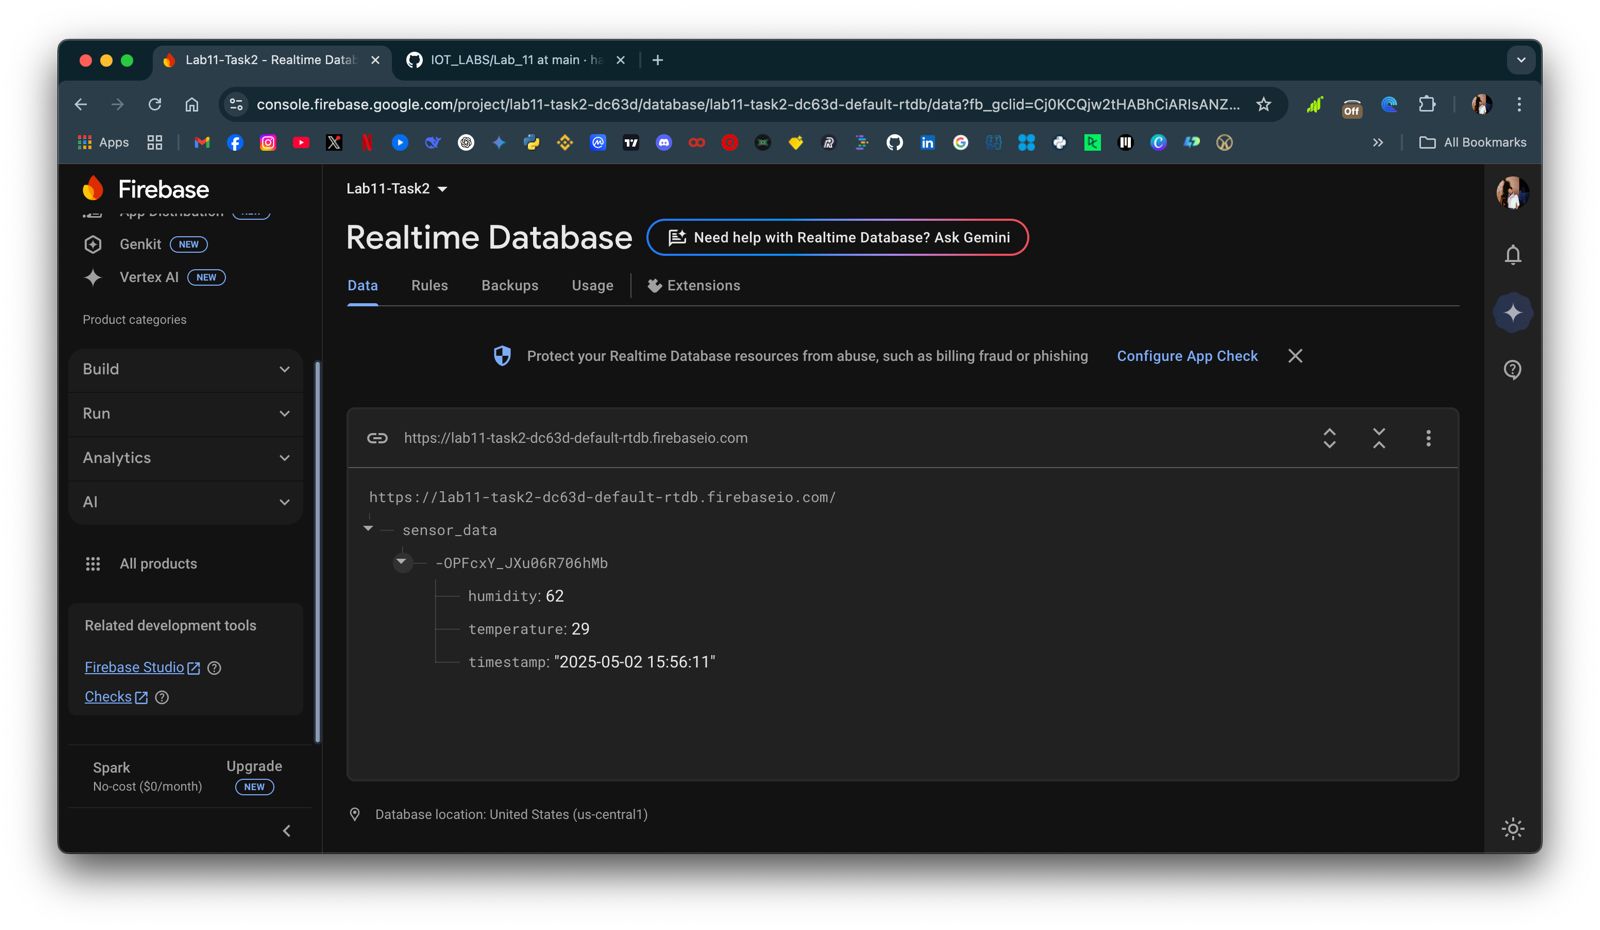 Lab11-Task2 - Realtime Datab
IOT_LABS/Lab_11 at main · ha
console.firebase.google.com/project/lab11-task2-dc63d/database/lab11-task2-dc63d-default-rtdb/data?fb_gclid=Cj0KCQjw2tHABhCiARIsANZ...
Off
Apps
All Bookmarks
Firebase
App Distribution NEW
Genkit NEW
Vertex AI NEW
Product categories
Build
Run
Analytics
AI
All products
Related development tools
Firebase Studio
Checks
Spark
No-cost ($0/month)
Upgrade
NEW
Lab11-Task2
Realtime Database
Need help with Realtime Database? Ask Gemini
Data Rules Backups Usage Extensions
Protect your Realtime Database resources from abuse, such as billing fraud or phishing Configure App Check
https://lab11-task2-dc63d-default-rtdb.firebaseio.com
https://lab11-task2-dc63d-default-rtdb.firebaseio.com/
sensor_data
-OPFcxY_JXu06R706hMb
humidity: 62
temperature: 29
timestamp: "2025-05-02 15:56:11"
Database location: United States (us-central1)